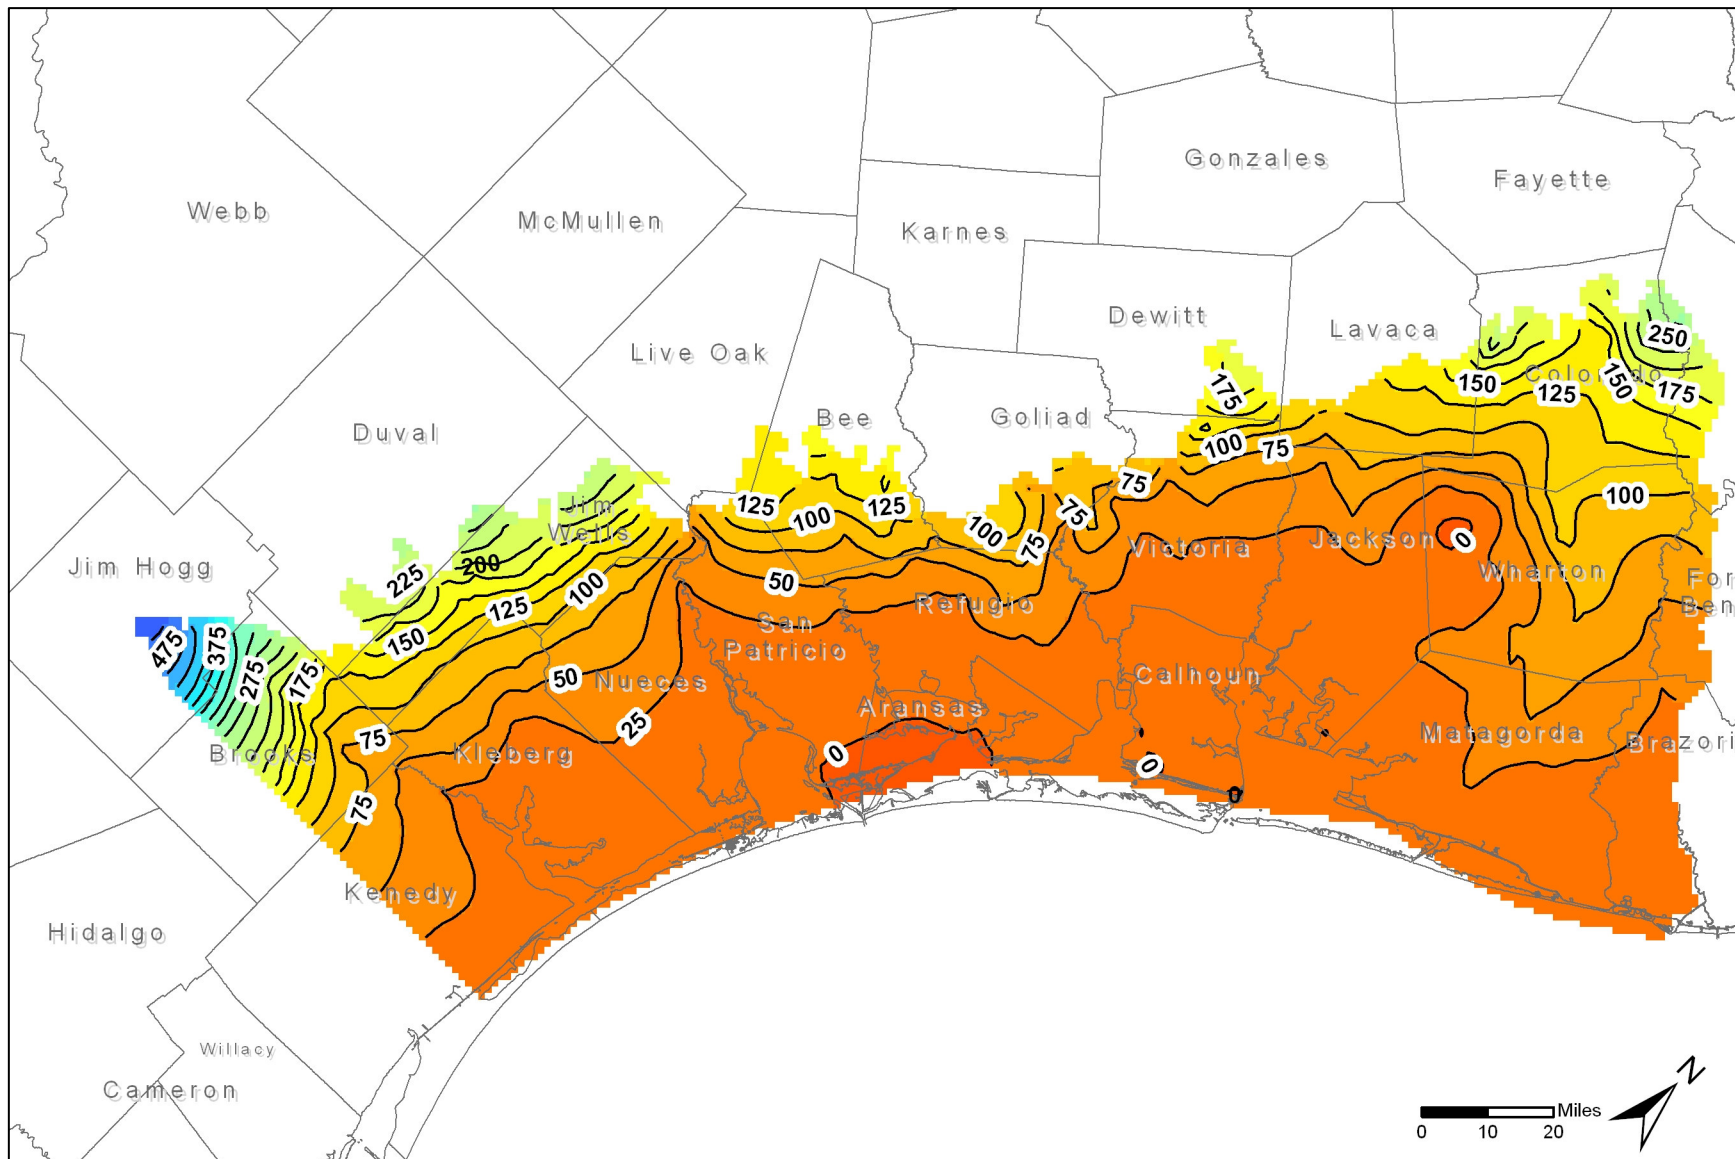 Gonzales
Fayette
Webb
McMullen
Karnes
Dewitt
Lavaca
250
Live Oak
Colorado
175
150
125
150
175
Bee
Goliad
Duval
100
75
75
125
100
125
100
75
75
100
Jim
Wells
Victoria
Jackson
0
Jim Hogg
200
225
Wharton
For
Ben
50
125
100
Refugio
San
Patricio
150
475
375
275
175
50
Nueces
Calhoun
25
Aransas
Matagorda
Brazori
75
Kleberg
Brooks
0
0
0
75
Kenedy
Hidalgo
Willacy
Cameron
N
Miles
0 10 20